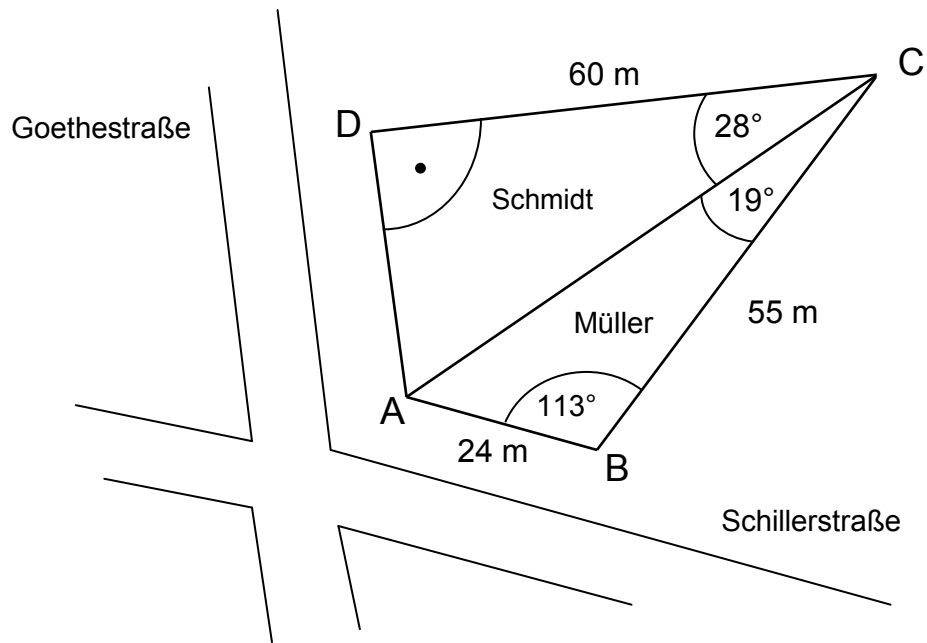 C
60 m
D
Goethestraße
28°
19°
Schmidt
55 m
Müller
A
113°
24 m
B
Schillerstraße